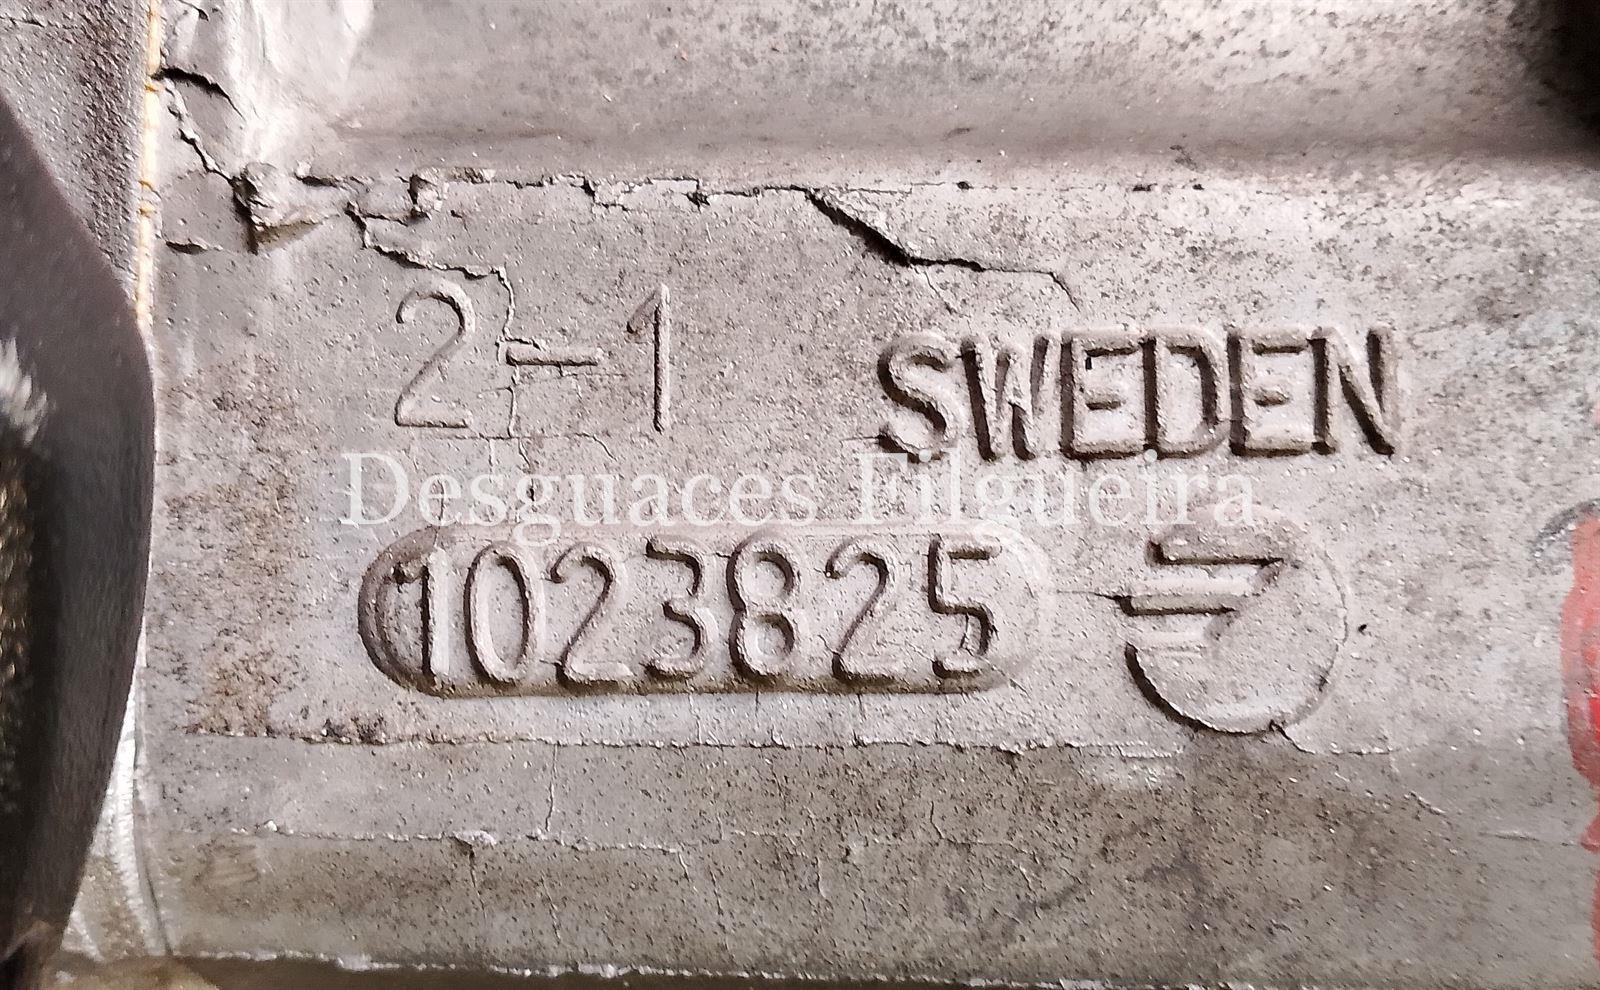 2-1
SWEDEN
Desguaces Filgueira
1023825